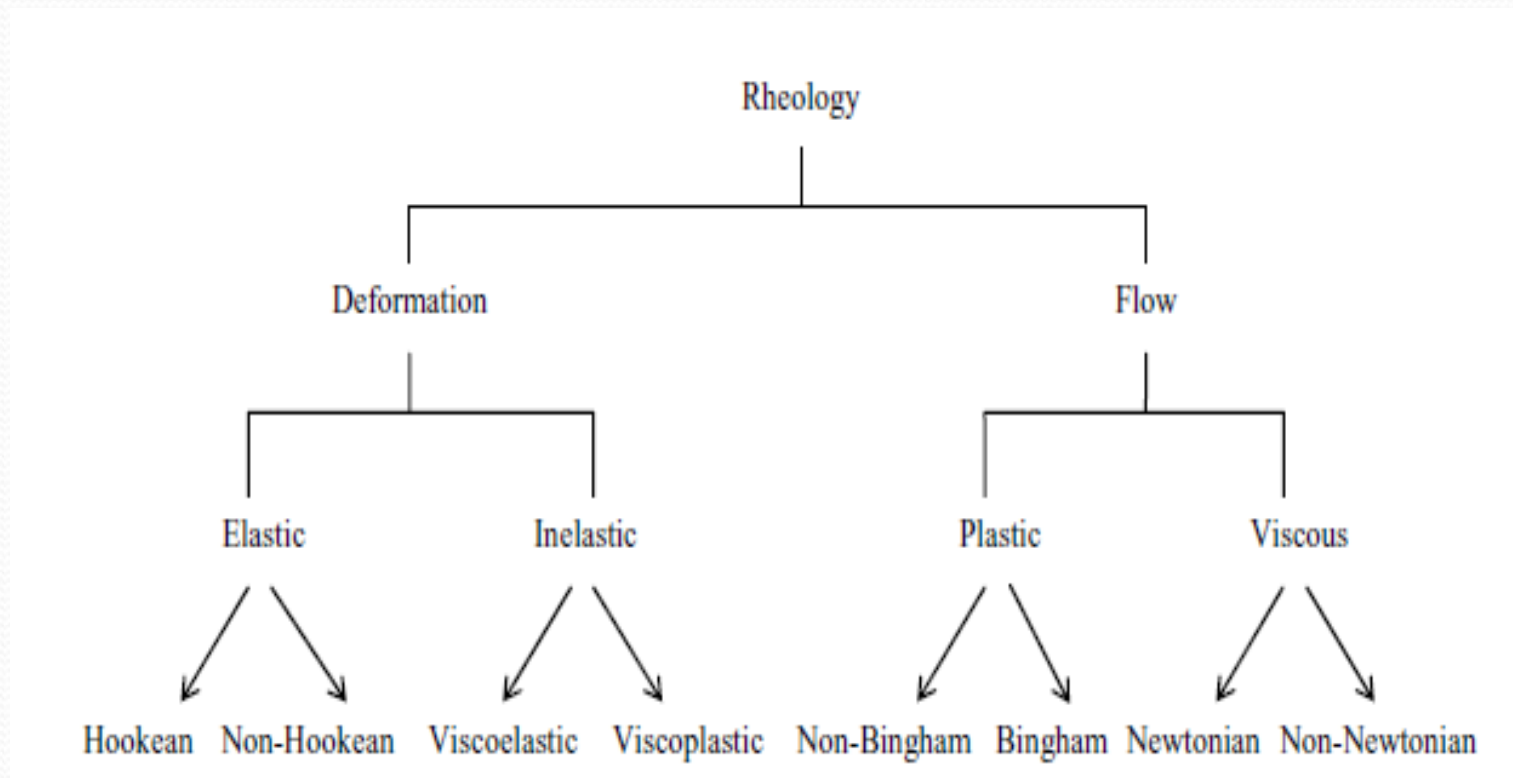 Rheology
Deformation Flow
Elastic Inelastic Plastic Viscous
Hookean Non-Hookean Viscoelastic Viscoplastic Non-Bingham Bingham Newtonian Non-Newtonian